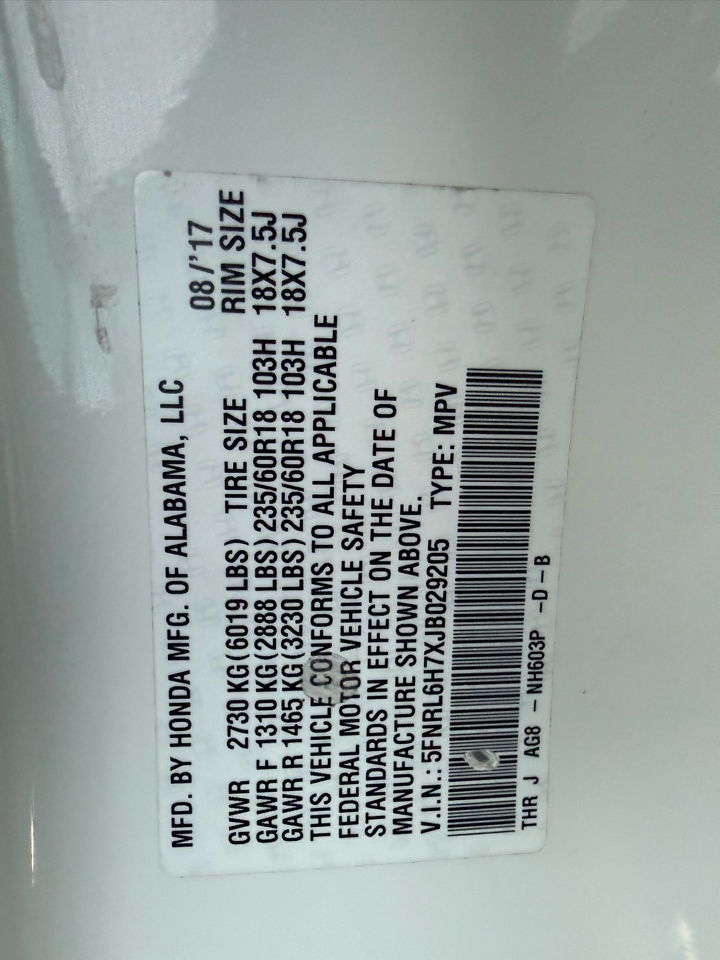 MFD. BY HONDA MFG. OF ALABAMA, LLC 08/'17
GVWR 2730 KG(6019 LBS) TIRE SIZE RIM SIZE
GAWR F 1310 KG(2888 LBS) 235/60R18 103H 18X7.5J
GAWR R 1465 KG(3230 LBS) 235/60R18 103H 18X7.5J
THIS VEHICLE CONFORMS TO ALL APPLICABLE
FEDERAL MOTOR VEHICLE SAFETY
STANDARDS IN EFFECT ON THE DATE OF
MANUFACTURE SHOWN ABOVE.
V.I.N.: 5FNRL6H7XJB029205 TYPE: MPV
THR J AG8 - NH603P -D-B